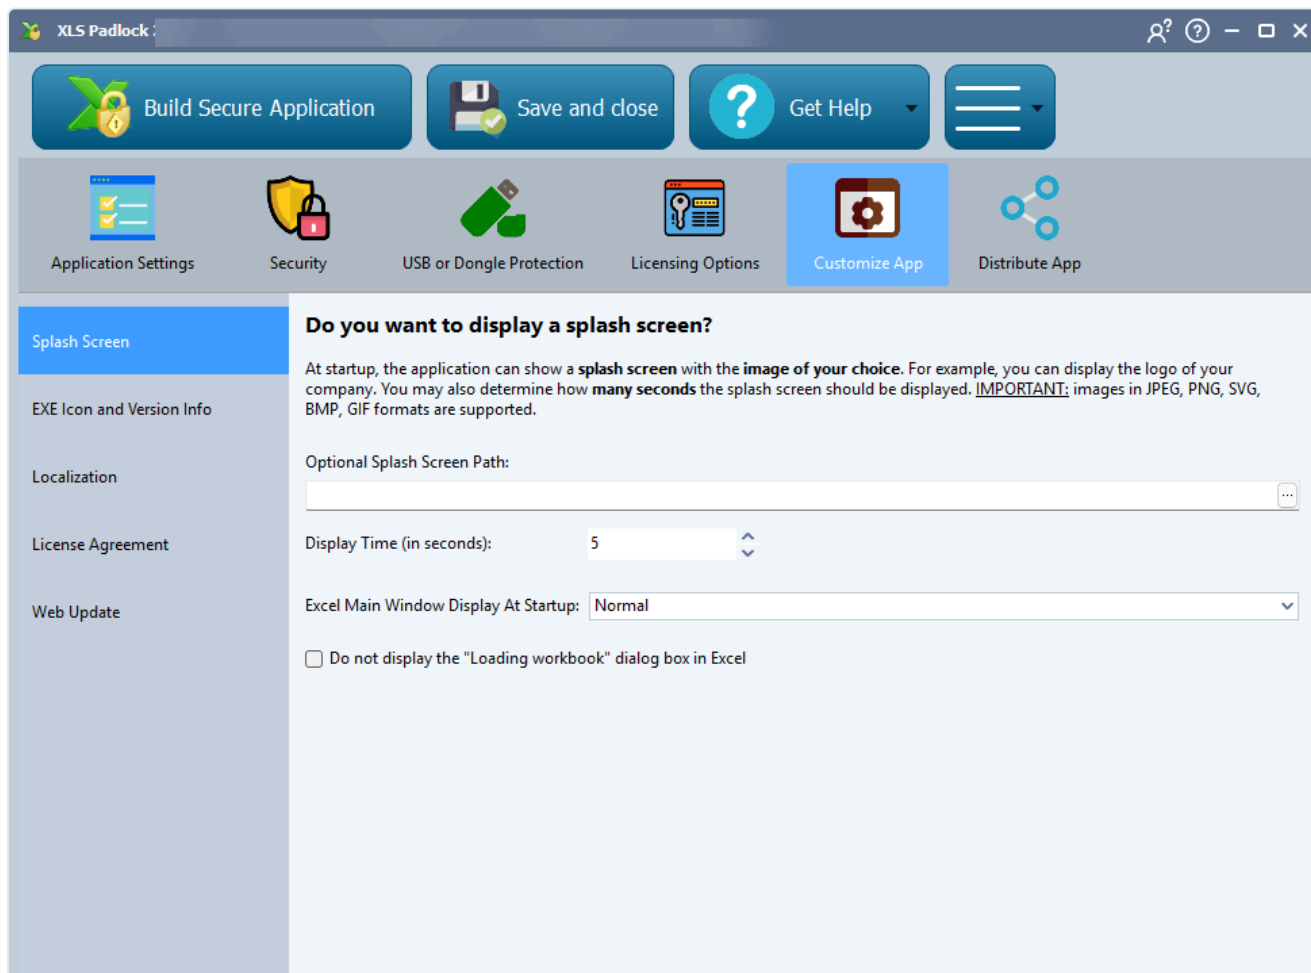 XLS Padlock
Build Secure Application
Save and close
Get Help
Application Settings
Security
USB or Dongle Protection
Licensing Options
Customize App
Distribute App
Splash Screen
EXE Icon and Version Info
Localization
License Agreement
Web Update
Do you want to display a splash screen?
At startup, the application can show a splash screen with the image of your choice. For example, you can display the logo of your
company. You may also determine how many seconds the splash screen should be displayed. IMPORTANT: images in JPEG, PNG, SVG,
BMP, GIF formats are supported.
Optional Splash Screen Path:
...
Display Time (in seconds): 5
Excel Main Window Display At Startup: Normal
Do not display the "Loading workbook" dialog box in Excel